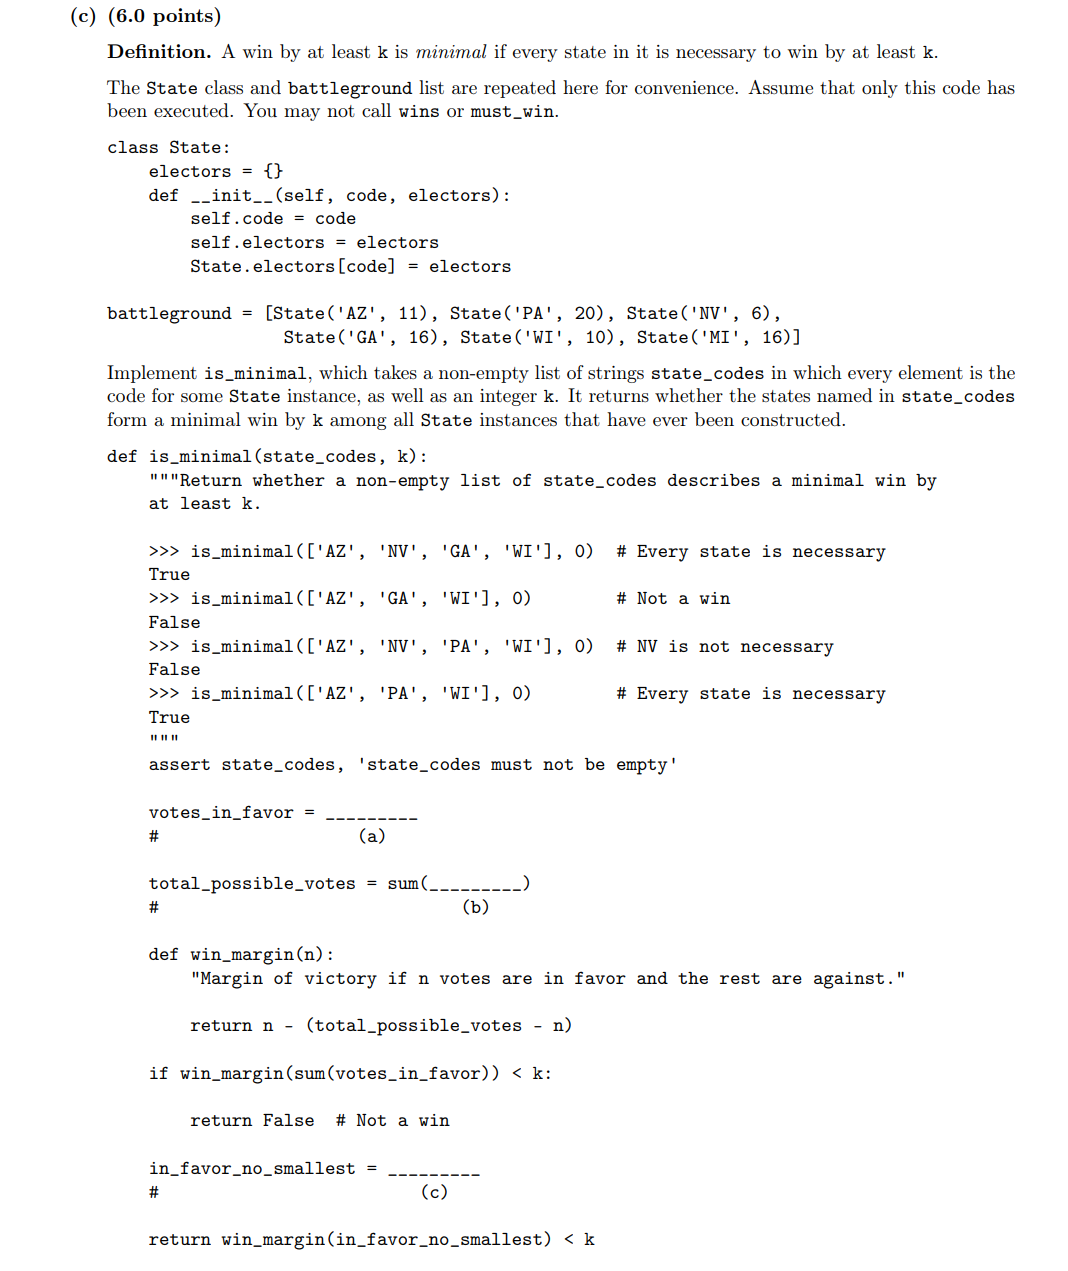 (c) (6.0 points)
Definition. A win by at least k is minimal if every state in it is necessary to win by at least k.
The State class and battleground list are repeated here for convenience. Assume that only this code has
been executed. You may not call wins or must_win.
class State:
    electors = {}
    def __init__(self, code, electors):
        self.code = code
        self.electors = electors
        State.electors[code] = electors
battleground = [State('AZ', 11), State('PA', 20), State('NV', 6),
                 State('GA', 16), State('WI', 10), State('MI', 16)]
Implement is_minimal, which takes a non-empty list of strings state_codes in which every element is the
code for some State instance, as well as an integer k. It returns whether the states named in state_codes
form a minimal win by k among all State instances that have ever been constructed.
def is_minimal(state_codes, k):
    """Return whether a non-empty list of state_codes describes a minimal win by
    at least k.
    >>> is_minimal(['AZ', 'NV', 'GA', 'WI'], 0)  # Every state is necessary
    True
    >>> is_minimal(['AZ', 'GA', 'WI'], 0)        # Not a win
    False
    >>> is_minimal(['AZ', 'NV', 'PA', 'WI'], 0)  # NV is not necessary
    False
    >>> is_minimal(['AZ', 'PA', 'WI'], 0)        # Every state is necessary
    True
    """
    assert state_codes, 'state_codes must not be empty'
    votes_in_favor = _________
    #                   (a)
    total_possible_votes = sum(_________)
    #                             (b)
    def win_margin(n):
        "Margin of victory if n votes are in favor and the rest are against."
        return n - (total_possible_votes - n)
    if win_margin(sum(votes_in_favor)) < k:
        return False  # Not a win
    in_favor_no_smallest = _________
    #                         (c)
    return win_margin(in_favor_no_smallest) < k